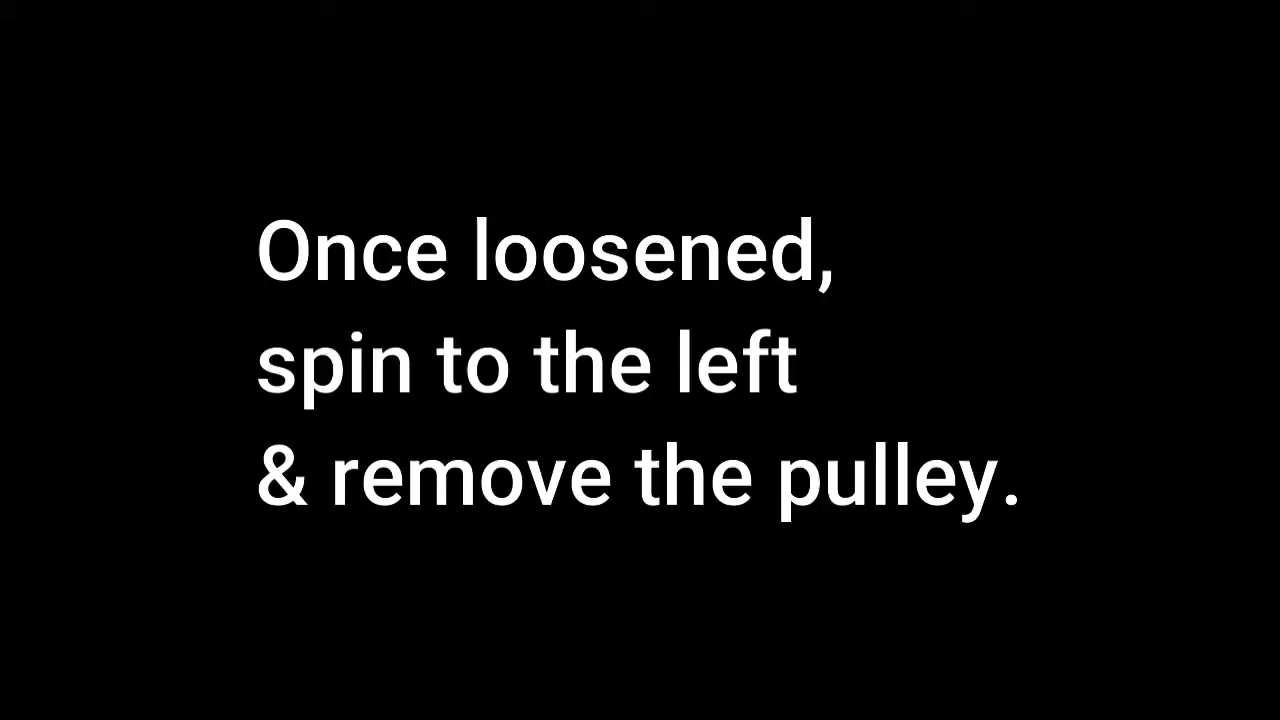 Once loosened,
spin to the left
& remove the pulley.